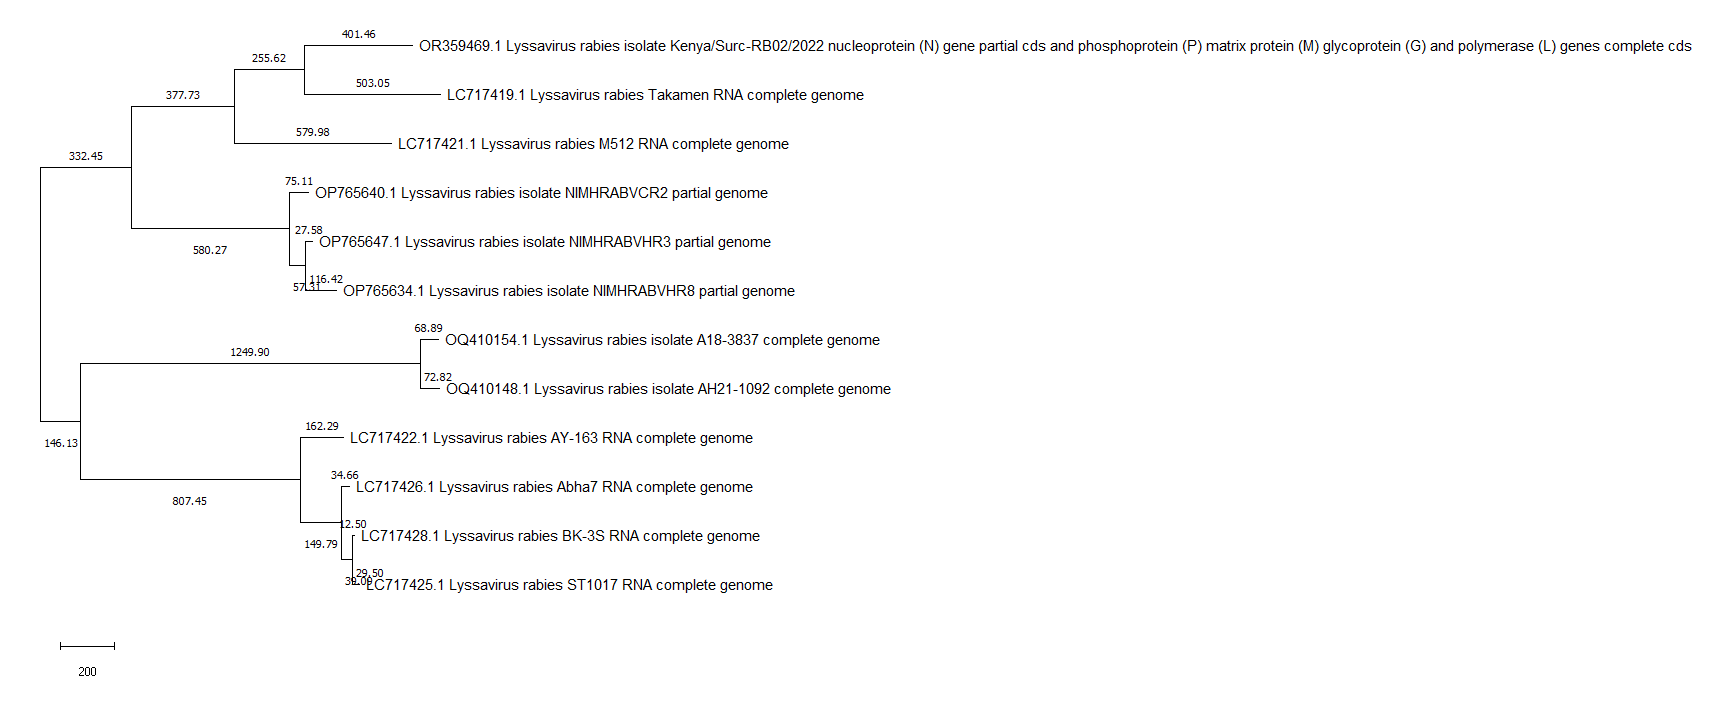 401.46
OR359469.1 Lyssavirus rabies isolate Kenya/Surc-RB02/2022 nucleoprotein (N) gene partial cds and phosphoprotein (P) matrix protein (M) glycoprotein (G) and polymerase (L) genes complete cds
255.62
503.05
LC717419.1 Lyssavirus rabies Takamen RNA complete genome
377.73
579.98
LC717421.1 Lyssavirus rabies M512 RNA complete genome
332.45
75.11
OP765640.1 Lyssavirus rabies isolate NIMHRABVCR2 partial genome
27.58
OP765647.1 Lyssavirus rabies isolate NIMHRABVHR3 partial genome
580.27
116.42
57.31
OP765634.1 Lyssavirus rabies isolate NIMHRABVHR8 partial genome
68.89
OQ410154.1 Lyssavirus rabies isolate A18-3837 complete genome
1249.90
72.82
OQ410148.1 Lyssavirus rabies isolate AH21-1092 complete genome
162.29
LC717422.1 Lyssavirus rabies AY-163 RNA complete genome
146.13
34.66
LC717426.1 Lyssavirus rabies Abha7 RNA complete genome
807.45
12.50
LC717428.1 Lyssavirus rabies BK-3S RNA complete genome
149.79
29.50
LC717425.1 Lyssavirus rabies ST1017 RNA complete genome
200